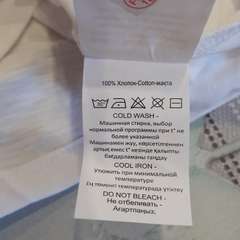 100% Хлопок-Cotton-мақта
COLD WASH -
Машинная стирка, выбор
нормальной программы при t° не
более указанной
Машинамен жуу, көрсетілгеннен
артық емес t° кезінде қалыпты
бағдарламаны таңдау
COOL IRON -
Утюжить при минимальной
температуре
Ең төмен температурада үтіктеу
DO NOT BLEACH -
Не отбеливать -
Ағартпаңыз.